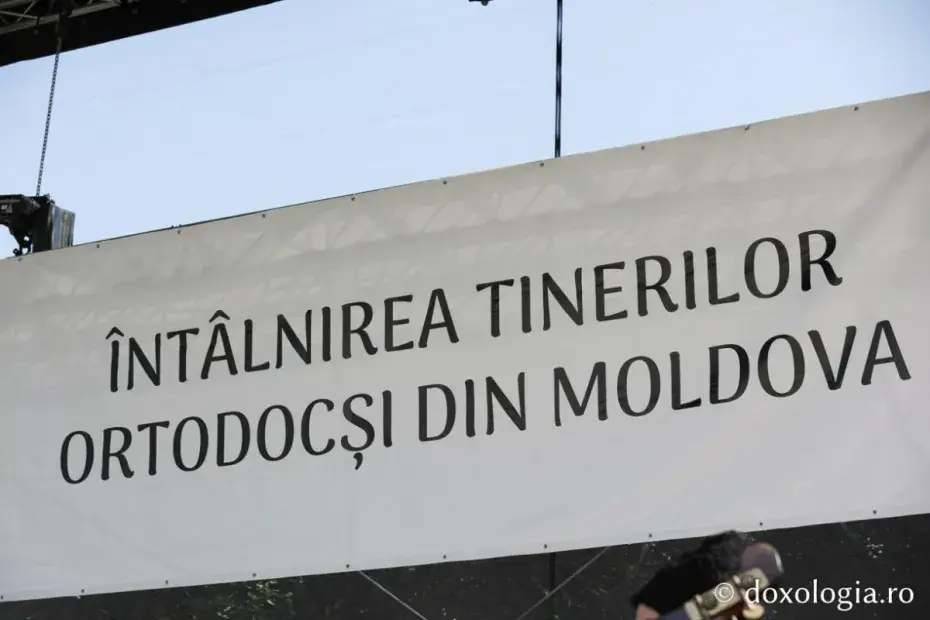 ÎNTÂLNIREA TINERILOR
ORTODOCȘI DIN MOLDOVA
© doxologia.ro